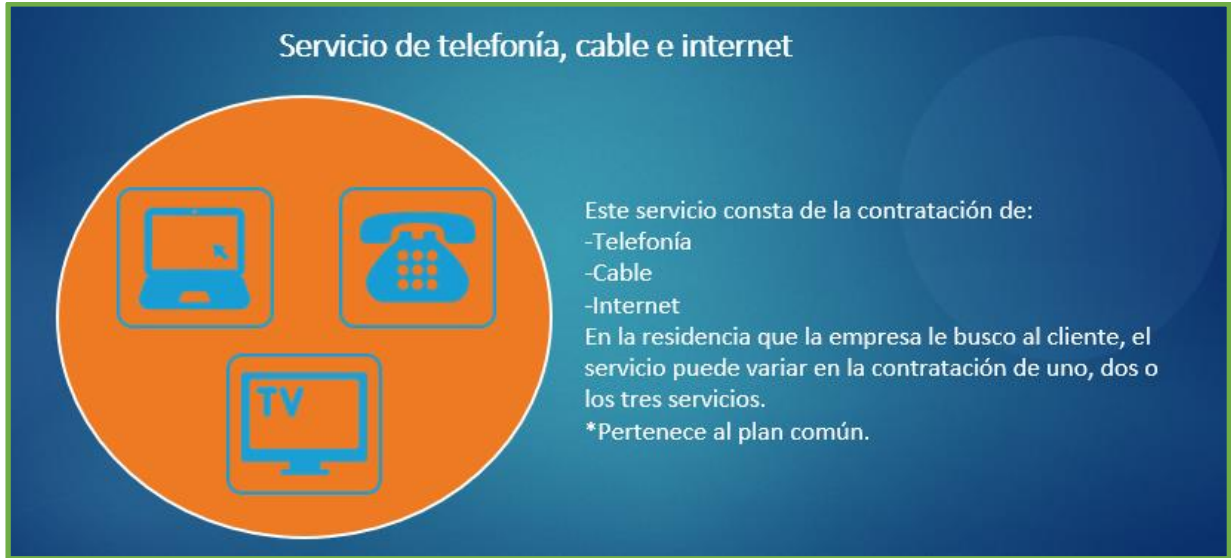 Servicio de telefonía, cable e internet
TV
Este servicio consta de la contratación de:
-Telefonía
-Cable
-Internet
En la residencia que la empresa le busco al cliente, el
servicio puede variar en la contratación de uno, dos o
los tres servicios.
*Pertenece al plan común.